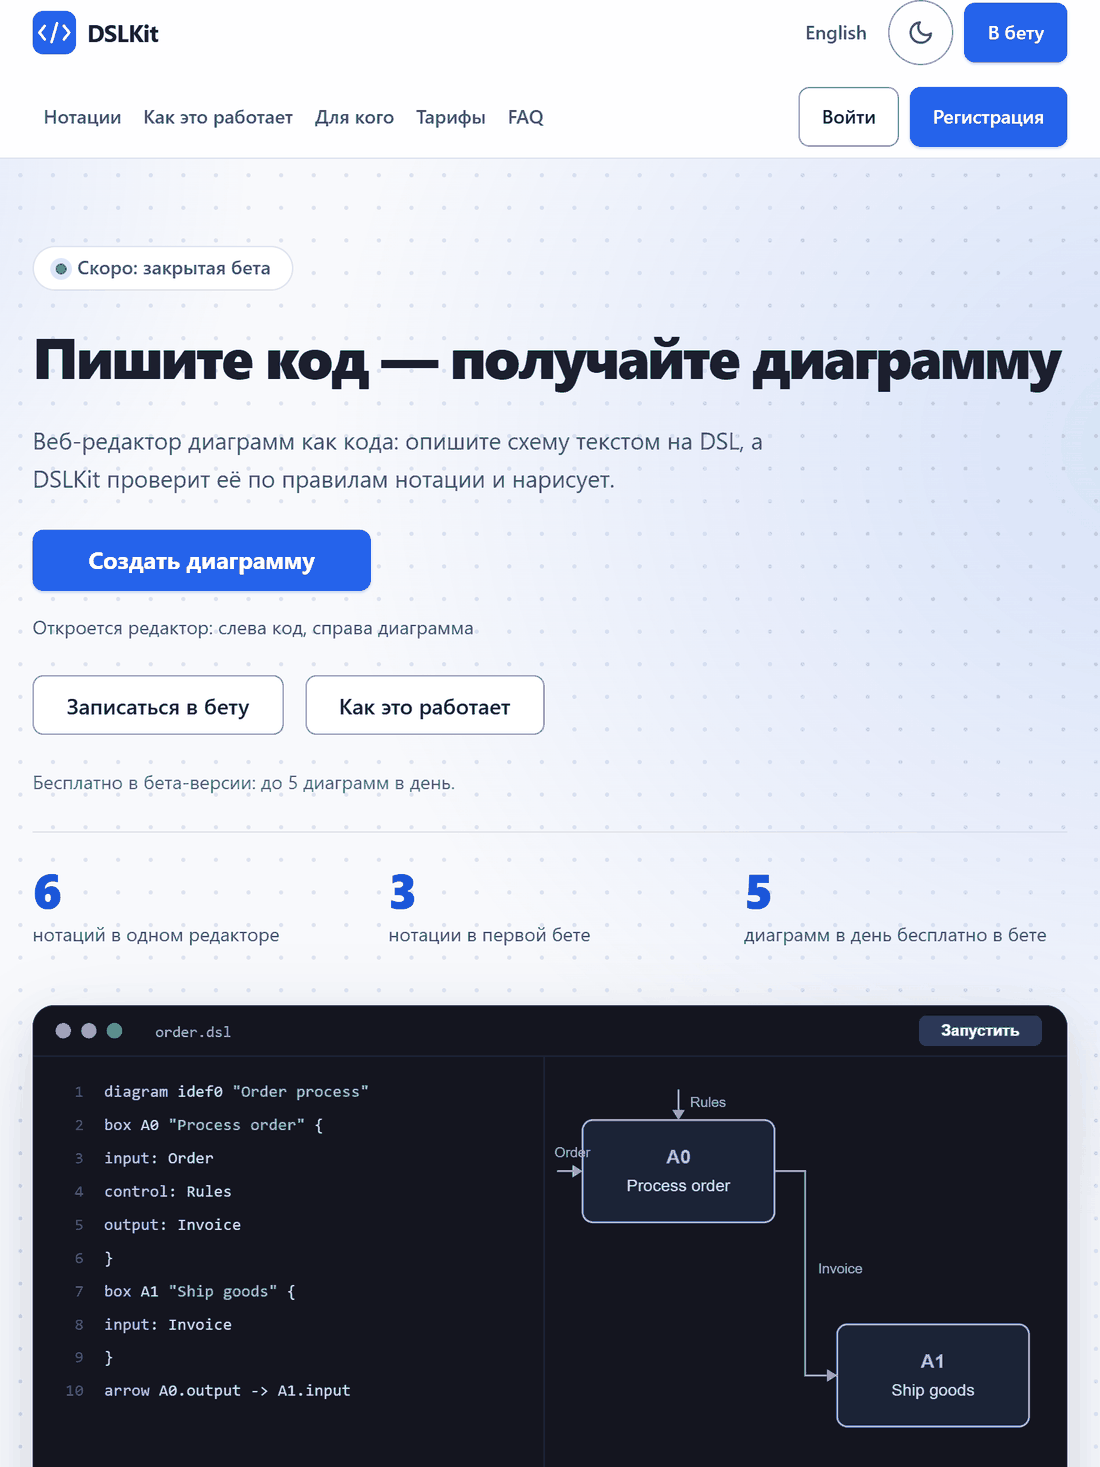 DSLKit
English
В бету
Нотации
Как это работает
Для кого
Тарифы
FAQ
Войти
Регистрация
Скоро: закрытая бета
Пишите код — получайте диаграмму
Веб-редактор диаграмм как кода: опишите схему текстом на DSL, а
DSLKit проверит её по правилам нотации и нарисует.
Создать диаграмму
Откроется редактор: слева код, справа диаграмма
Записаться в бету
Как это работает
Бесплатно в бета-версии: до 5 диаграмм в день.
6
нотаций в одном редакторе
3
нотации в первой бете
5
диаграмм в день бесплатно в бете
order.dsl
Запустить
1 diagram idef0 "Order process"
2 box A0 "Process order" {
3 input: Order
4 control: Rules
5 output: Invoice
6 }
7 box A1 "Ship goods" {
8 input: Invoice
9 }
10 arrow A0.output -> A1.input
Rules
Order
A0
Process order
Invoice
A1
Ship goods